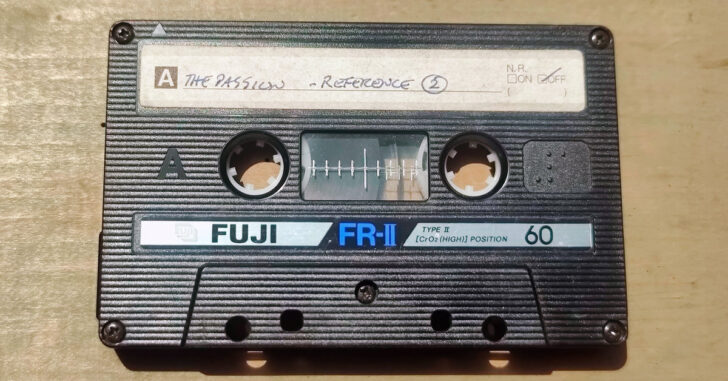 A THE PASSION - REFERENCE ②
N.R.
ON OFF
( )
A
FUJI FR-II TYPE II 60
[CrO₂ (HIGH)] POSITION